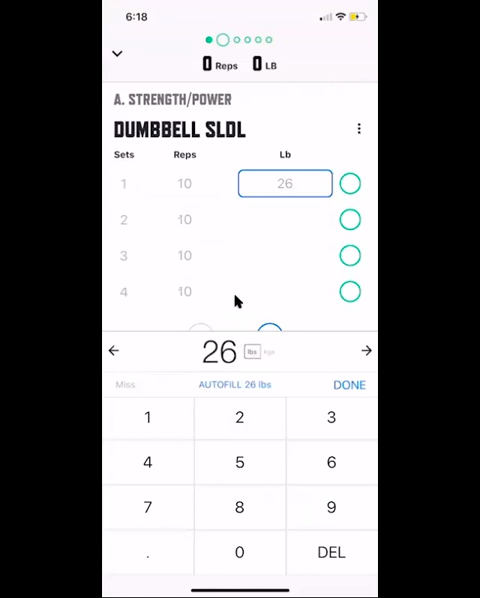 6:18
0 Reps 0 LB
A. STRENGTH/POWER
DUMBBELL SLDL
Sets Reps Lb
1 10 26
2 10
3 10
4 10
26 lbs kgs
Miss AUTOFILL 26 lbs DONE
1 2 3
4 5 6
7 8 9
. 0 DEL